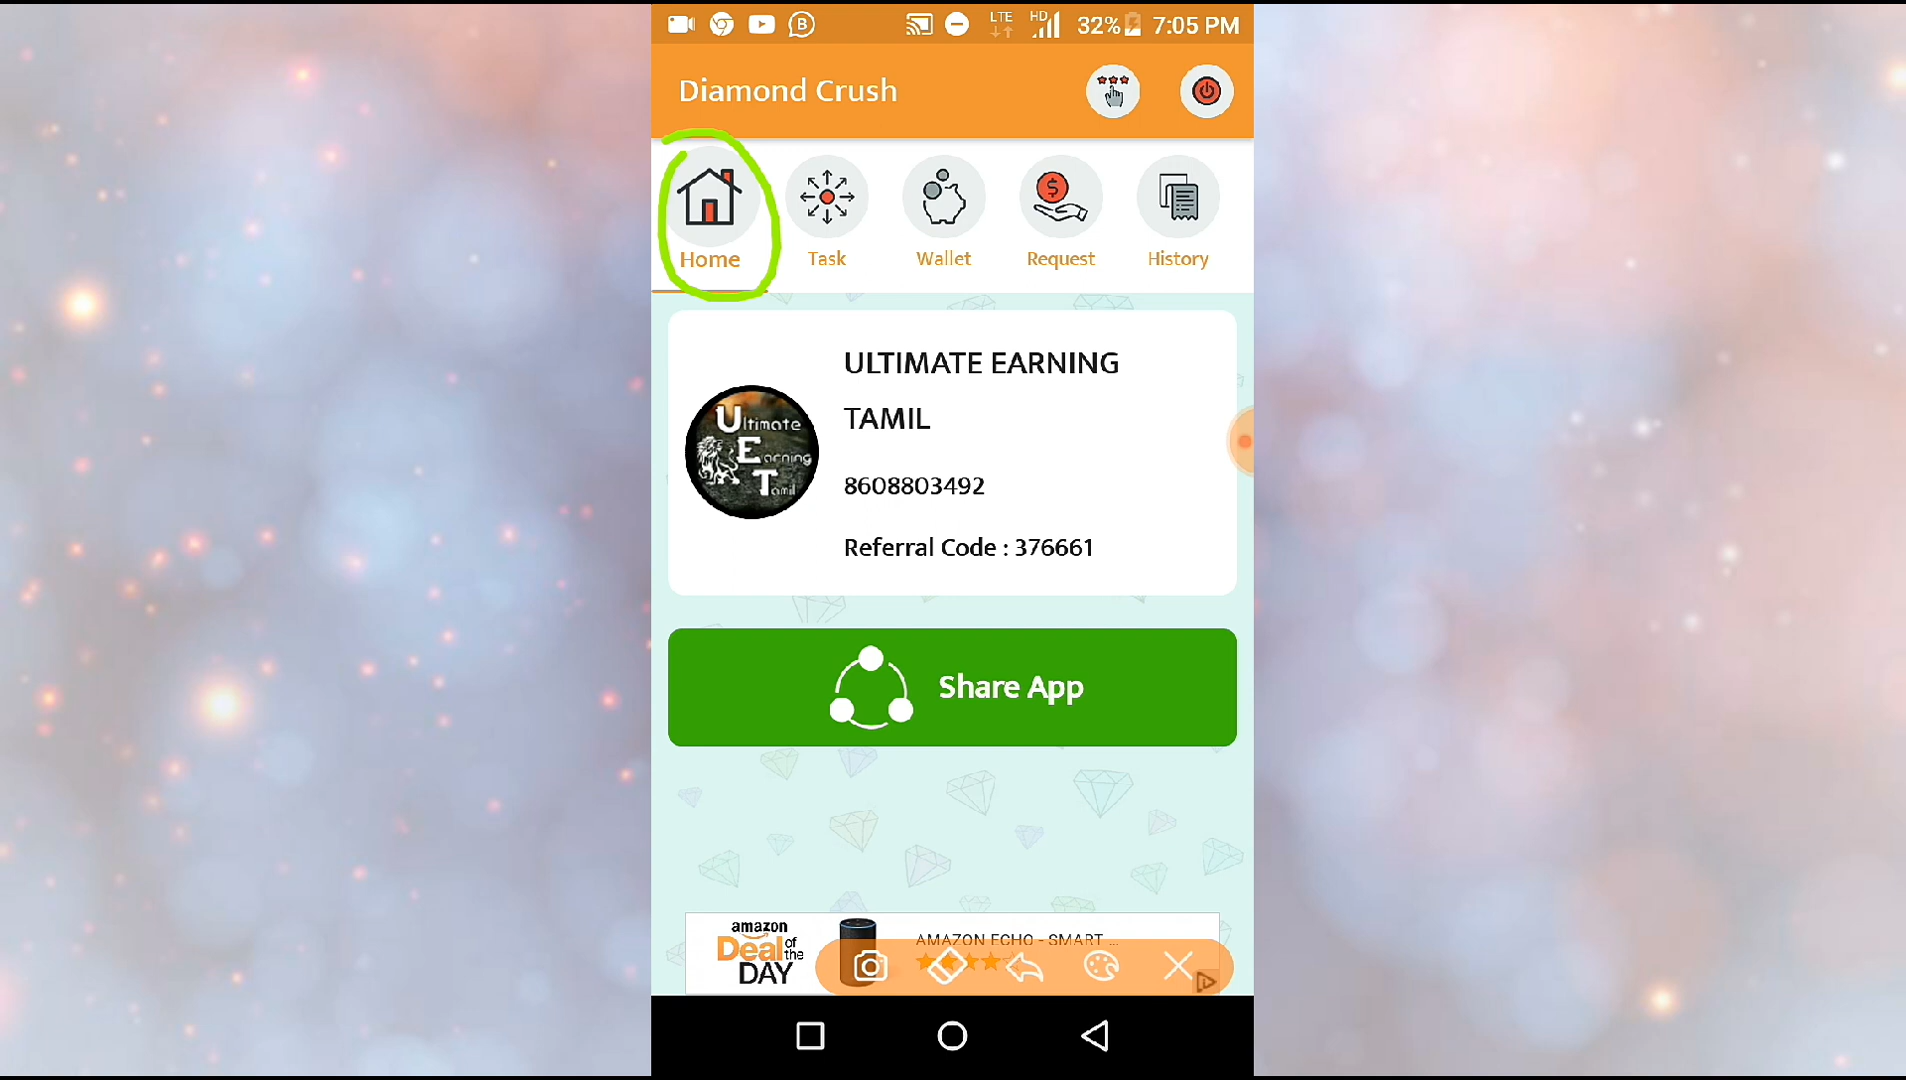 LTE HD 32% 7:05 PM
Diamond Crush
Home Task Wallet Request History
ULTIMATE EARNING
TAMIL
8608803492
Referral Code : 376661
Ultimate
Earning
Tamil
Share App
amazon
Deal of the
DAY
AMAZON ECHO - SMART ...